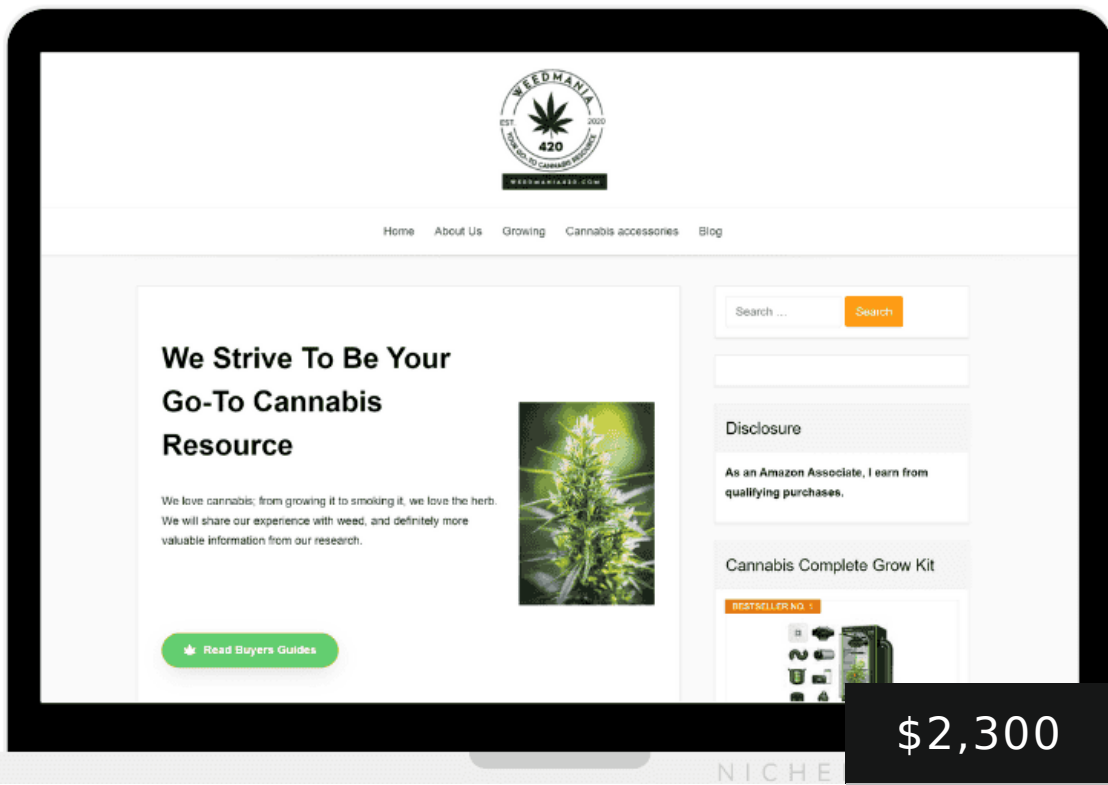 WEEDMANIA
EST. 2020
420
YOUR GO-TO CANNABIS RESOURCE
WEEDMANIA420.COM
Home About Us Growing Cannabis accessories Blog
Search ... Search
We Strive To Be Your
Go-To Cannabis
Resource
We love cannabis; from growing it to smoking it, we love the herb.
We will share our experience with weed, and definitely more
valuable information from our research.
Read Buyers Guides
Disclosure
As an Amazon Associate, I earn from
qualifying purchases.
Cannabis Complete Grow Kit
BESTSELLER NO. 1
$2,300
NICHE